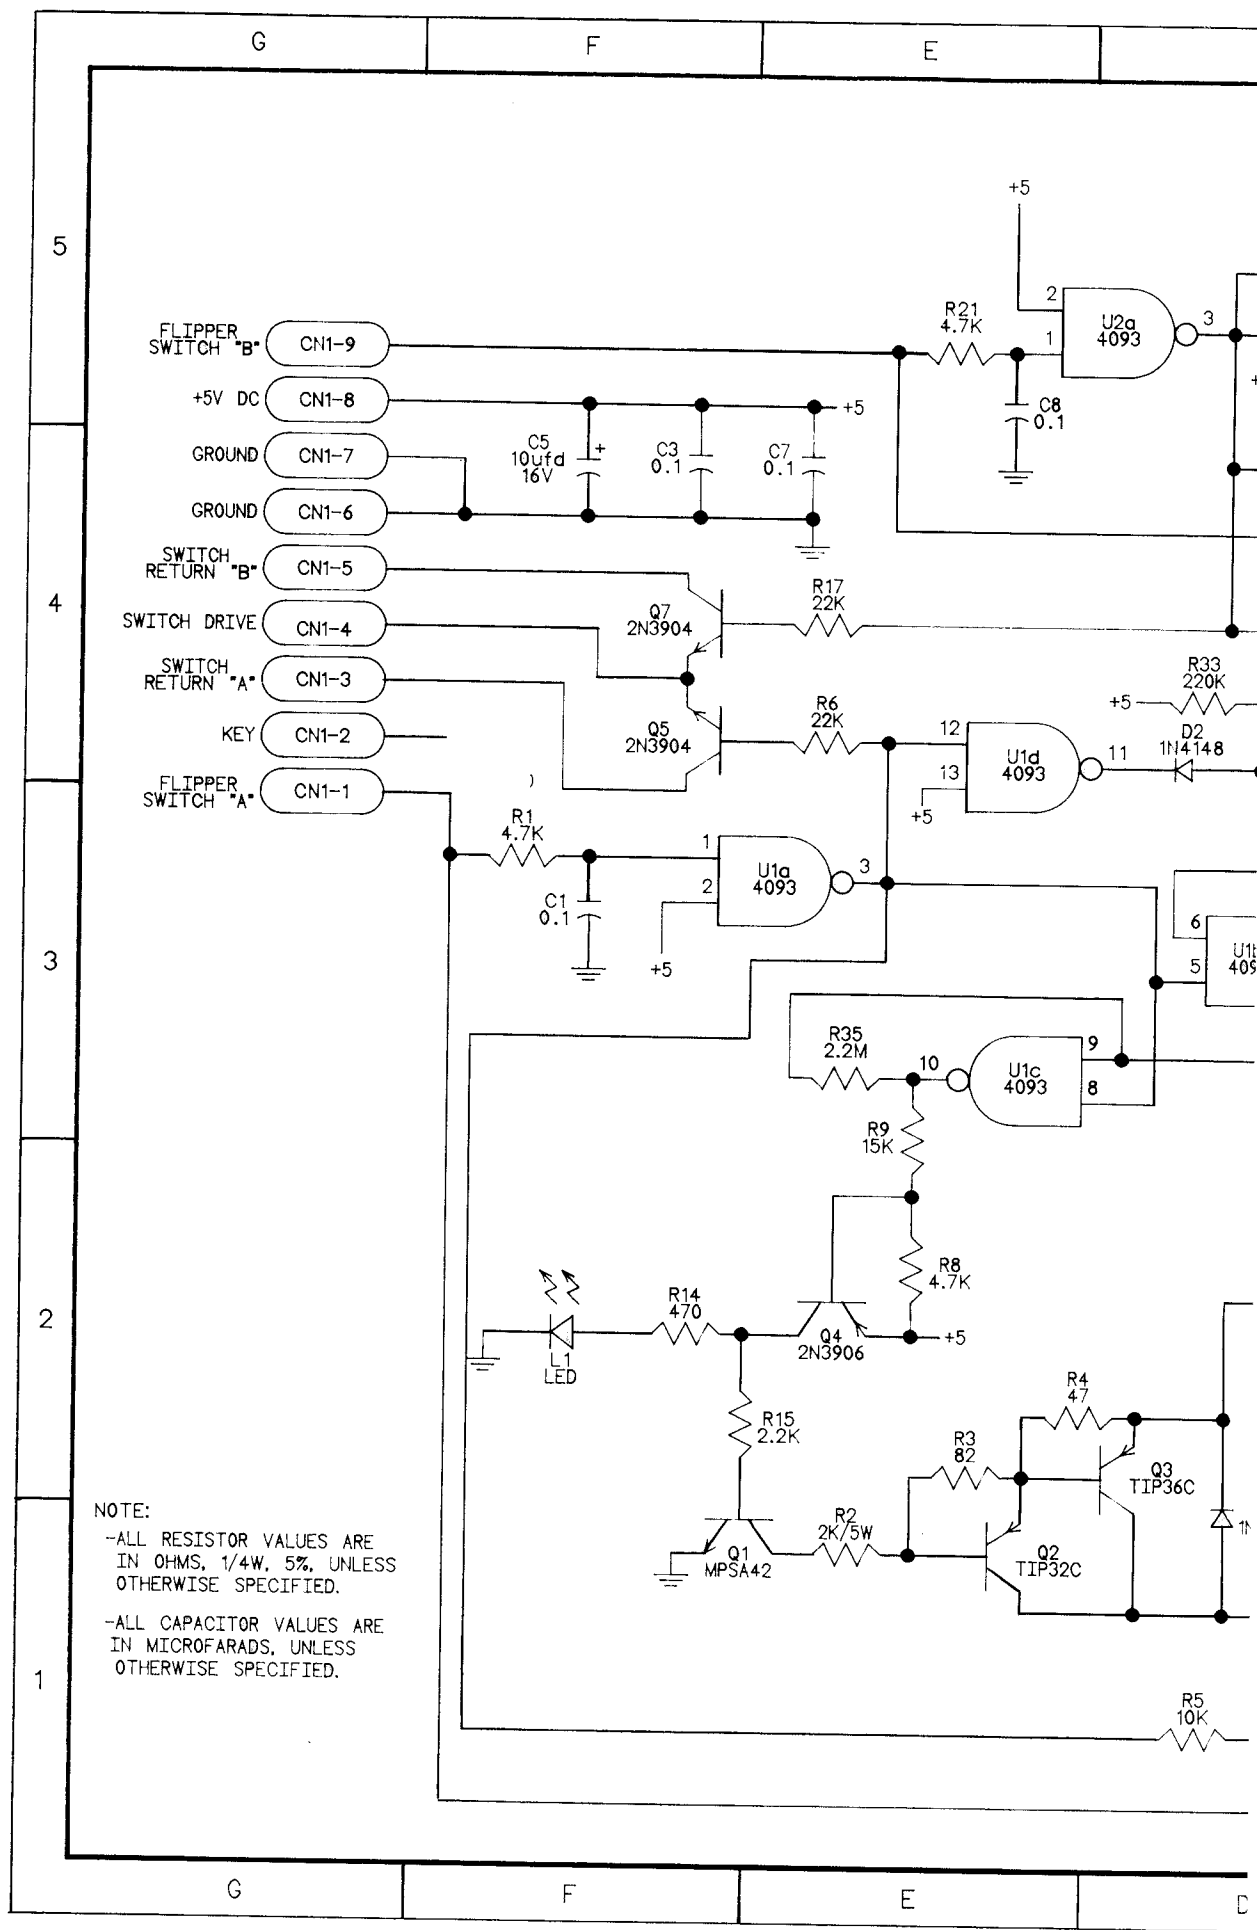 G
F
E
5
+5
2
1
U2a
4093
3
R21
4.7K
C8
0.1
FLIPPER
SWITCH "B"
CN1-9
+5V DC
CN1-8
+5
GROUND
CN1-7
C5
10ufd
16V
+
C3
0.1
C7
0.1
GROUND
CN1-6
SWITCH
RETURN "B"
CN1-5
4
SWITCH DRIVE
CN1-4
Q7
2N3904
R17
22K
SWITCH
RETURN "A"
CN1-3
R33
220K
+5
KEY
CN1-2
Q5
2N3904
R6
22K
12
13
+5
U1d
4093
11
D2
1N4148
FLIPPER
SWITCH "A"
CN1-1
R1
4.7K
C1
0.1
1
2
+5
U1a
4093
3
3
6
5
R35
2.2M
10
U1c
4093
9
8
R9
15K
R8
4.7K
2
L1
LED
R14
470
Q4
2N3906
+5
R15
2.2K
R4
47
R3
82
Q3
TIP36C
Q1
MPSA42
R2
2K/5W
Q2
TIP32C
NOTE:
-ALL RESISTOR VALUES ARE
IN OHMS, 1/4W, 5%, UNLESS
OTHERWISE SPECIFIED.
-ALL CAPACITOR VALUES ARE
IN MICROFARADS, UNLESS
OTHERWISE SPECIFIED.
1
R5
10K
G
F
E